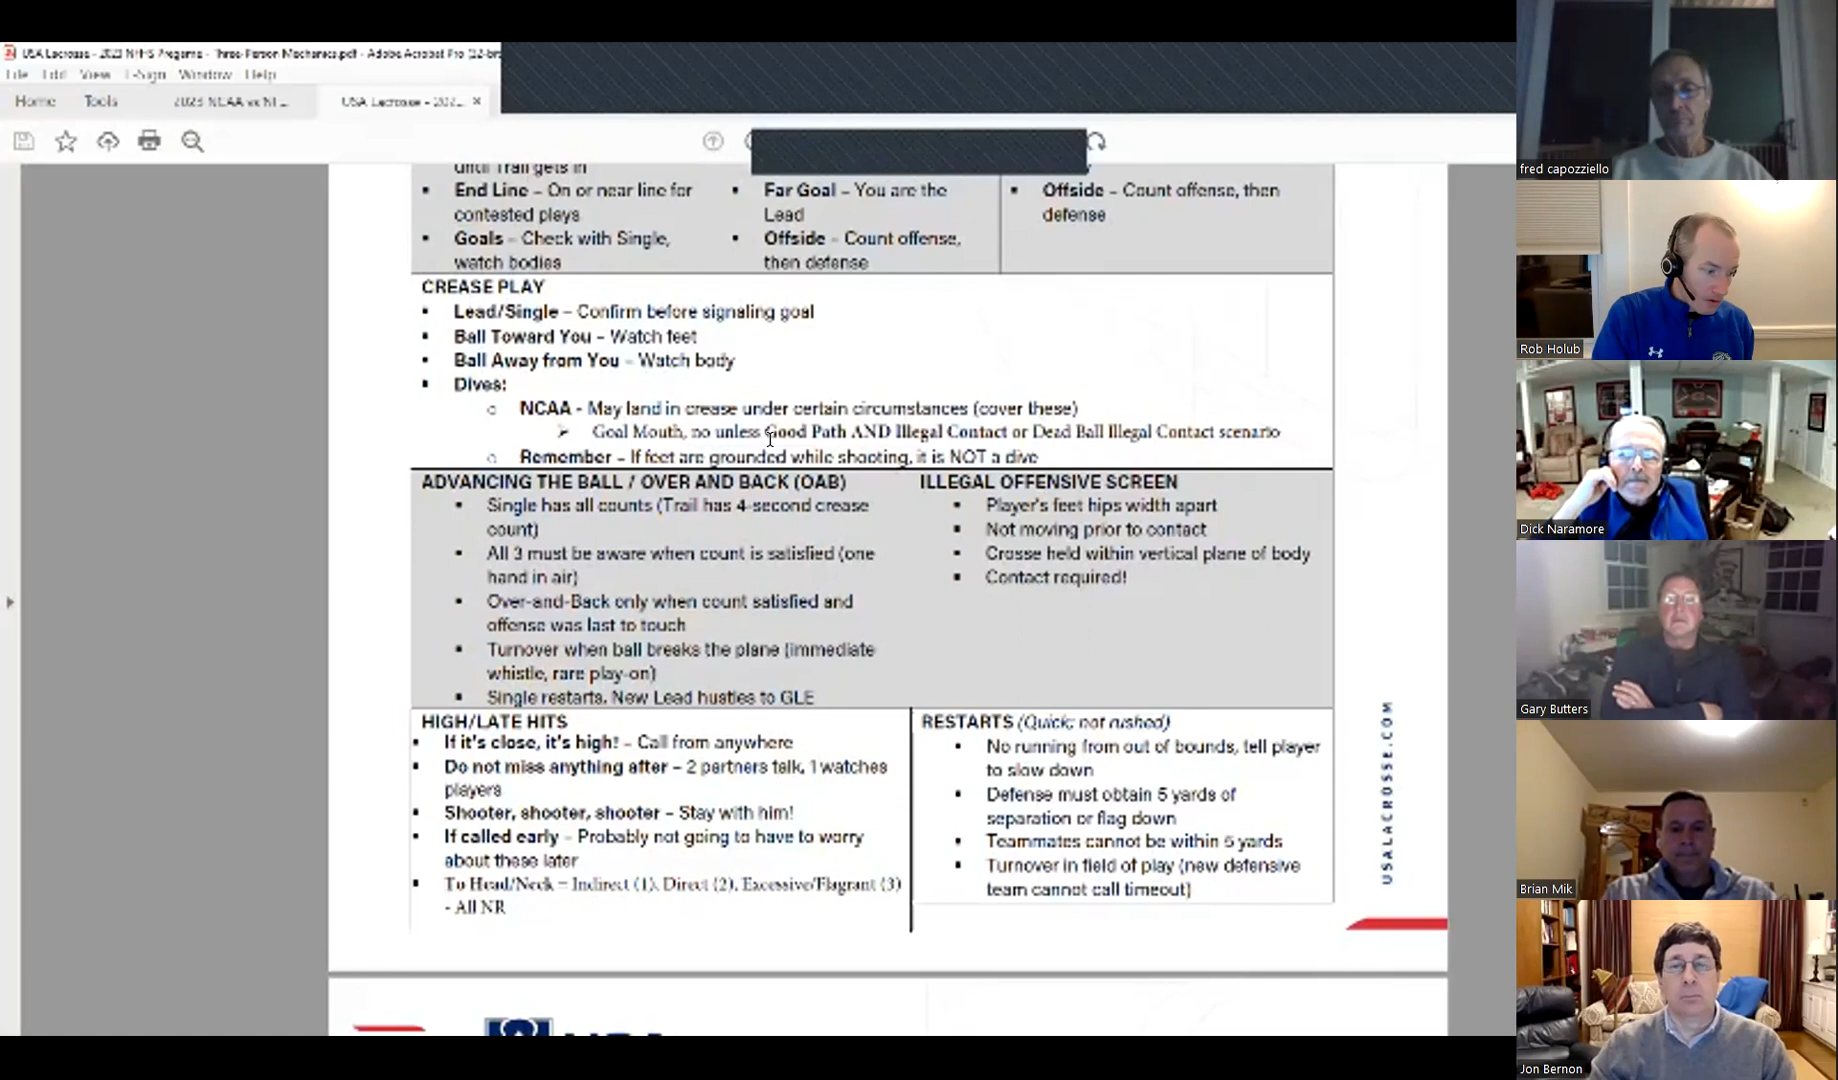 USA Lacrosse - 2023 NFHS Pregame - Three-Person Mechanics.pdf - Adobe Acrobat Pro (32-bit
File Edit View E-Sign Window Help
Home Tools 2023 NCAA vs NF... USA Lacrosse - 202... ×
until Trail gets in
▪ End Line – On or near line for
contested plays
▪ Goals – Check with Single,
watch bodies
▪ Far Goal – You are the
Lead
▪ Offside – Count offense,
then defense
▪ Offside – Count offense, then
defense
CREASE PLAY
▪ Lead/Single – Confirm before signaling goal
▪ Ball Toward You – Watch feet
▪ Ball Away from You – Watch body
▪ Dives:
o NCAA - May land in crease under certain circumstances (cover these)
➢ Goal Mouth, no unless Good Path AND Illegal Contact or Dead Ball Illegal Contact scenario
o Remember – If feet are grounded while shooting, it is NOT a dive
ADVANCING THE BALL / OVER AND BACK (OAB)
▪ Single has all counts (Trail has 4-second crease
count)
▪ All 3 must be aware when count is satisfied (one
hand in air)
▪ Over-and-Back only when count satisfied and
offense was last to touch
▪ Turnover when ball breaks the plane (immediate
whistle, rare play-on)
▪ Single restarts, New Lead hustles to GLE
ILLEGAL OFFENSIVE SCREEN
▪ Player's feet hips width apart
▪ Not moving prior to contact
▪ Crosse held within vertical plane of body
▪ Contact required!
HIGH/LATE HITS
▪ If it's close, it's high! – Call from anywhere
▪ Do not miss anything after – 2 partners talk, 1 watches
players
▪ Shooter, shooter, shooter – Stay with him!
▪ If called early – Probably not going to have to worry
about these later
▪ To Head/Neck = Indirect (1), Direct (2), Excessive/Flagrant (3)
- All NR
RESTARTS (Quick; not rushed)
▪ No running from out of bounds, tell player
to slow down
▪ Defense must obtain 5 yards of
separation or flag down
▪ Teammates cannot be within 5 yards
▪ Turnover in field of play (new defensive
team cannot call timeout)
USALACROSSE.COM
fred capozziello
Rob Holub
Dick Naramore
Gary Butters
Brian Mik
Jon Bernon